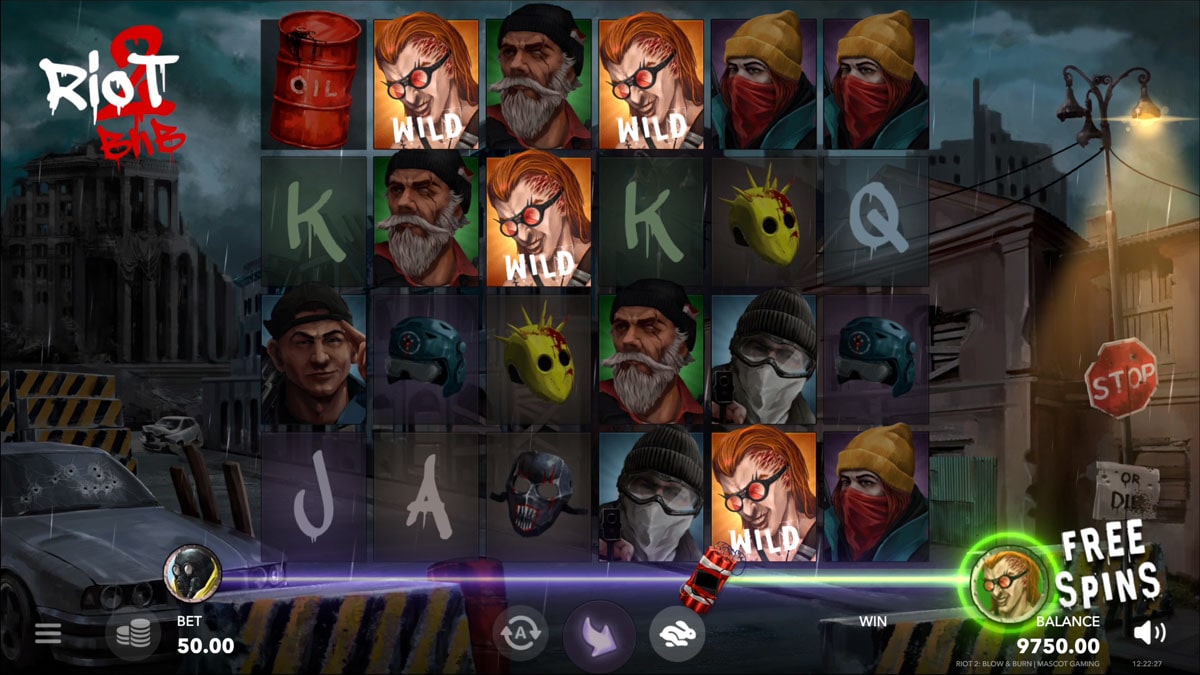 RiOT
2
BnB
OIL
WILD
WILD
K
WILD
K
Q
J
A
WILD
STOP
OR
DIE
FREE
SPINS
BET
50.00
A
WIN
BALANCE
9750.00
RIOT 2: BLOW & BURN | MASCOT GAMING
12:22:27